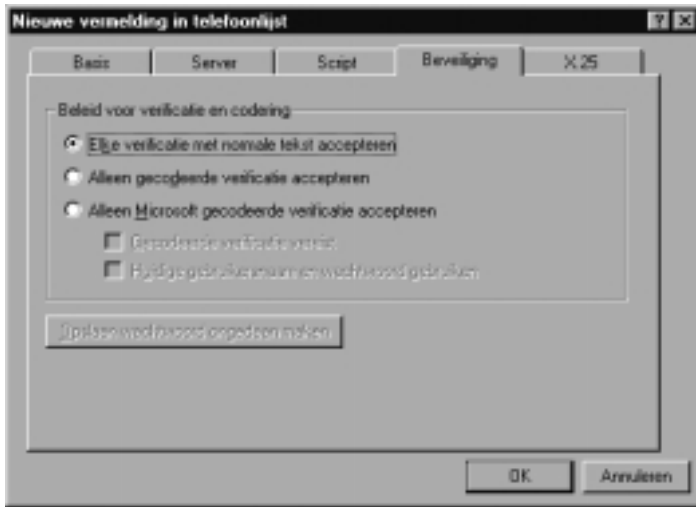 Nieuwe vermelding in telefoonlijst
Basis Server Script Beveiliging X.25
Beleid voor verificatie en codering
Elke verificatie met normale tekst accepteren
Alleen gecodeerde verificatie accepteren
Alleen Microsoft gecodeerde verificatie accepteren
Gecodeerde verificatie vereist
Huidige gebruikersnaam en wachtwoord gebruiken
Opslaan wachtwoord ongedaan maken
OK Annuleren